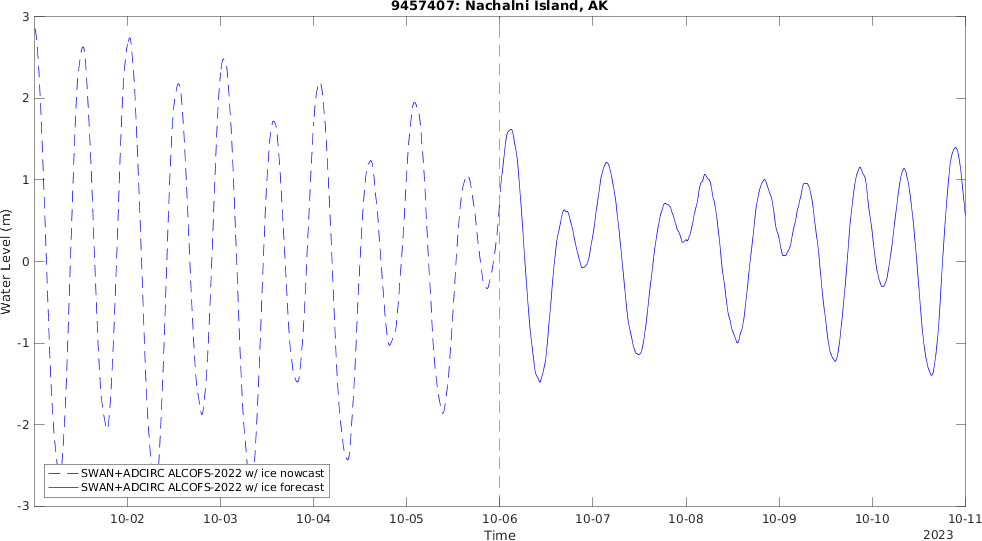 9457407: Nachalni Island, AK
3
2
1
0
-1
-2
-3
Water Level (m)
SWAN+ADCIRC ALCOFS-2022 w/ ice nowcast
SWAN+ADCIRC ALCOFS-2022 w/ ice forecast
10-02 10-03 10-04 10-05 10-06 10-07 10-08 10-09 10-10 10-11
Time
2023